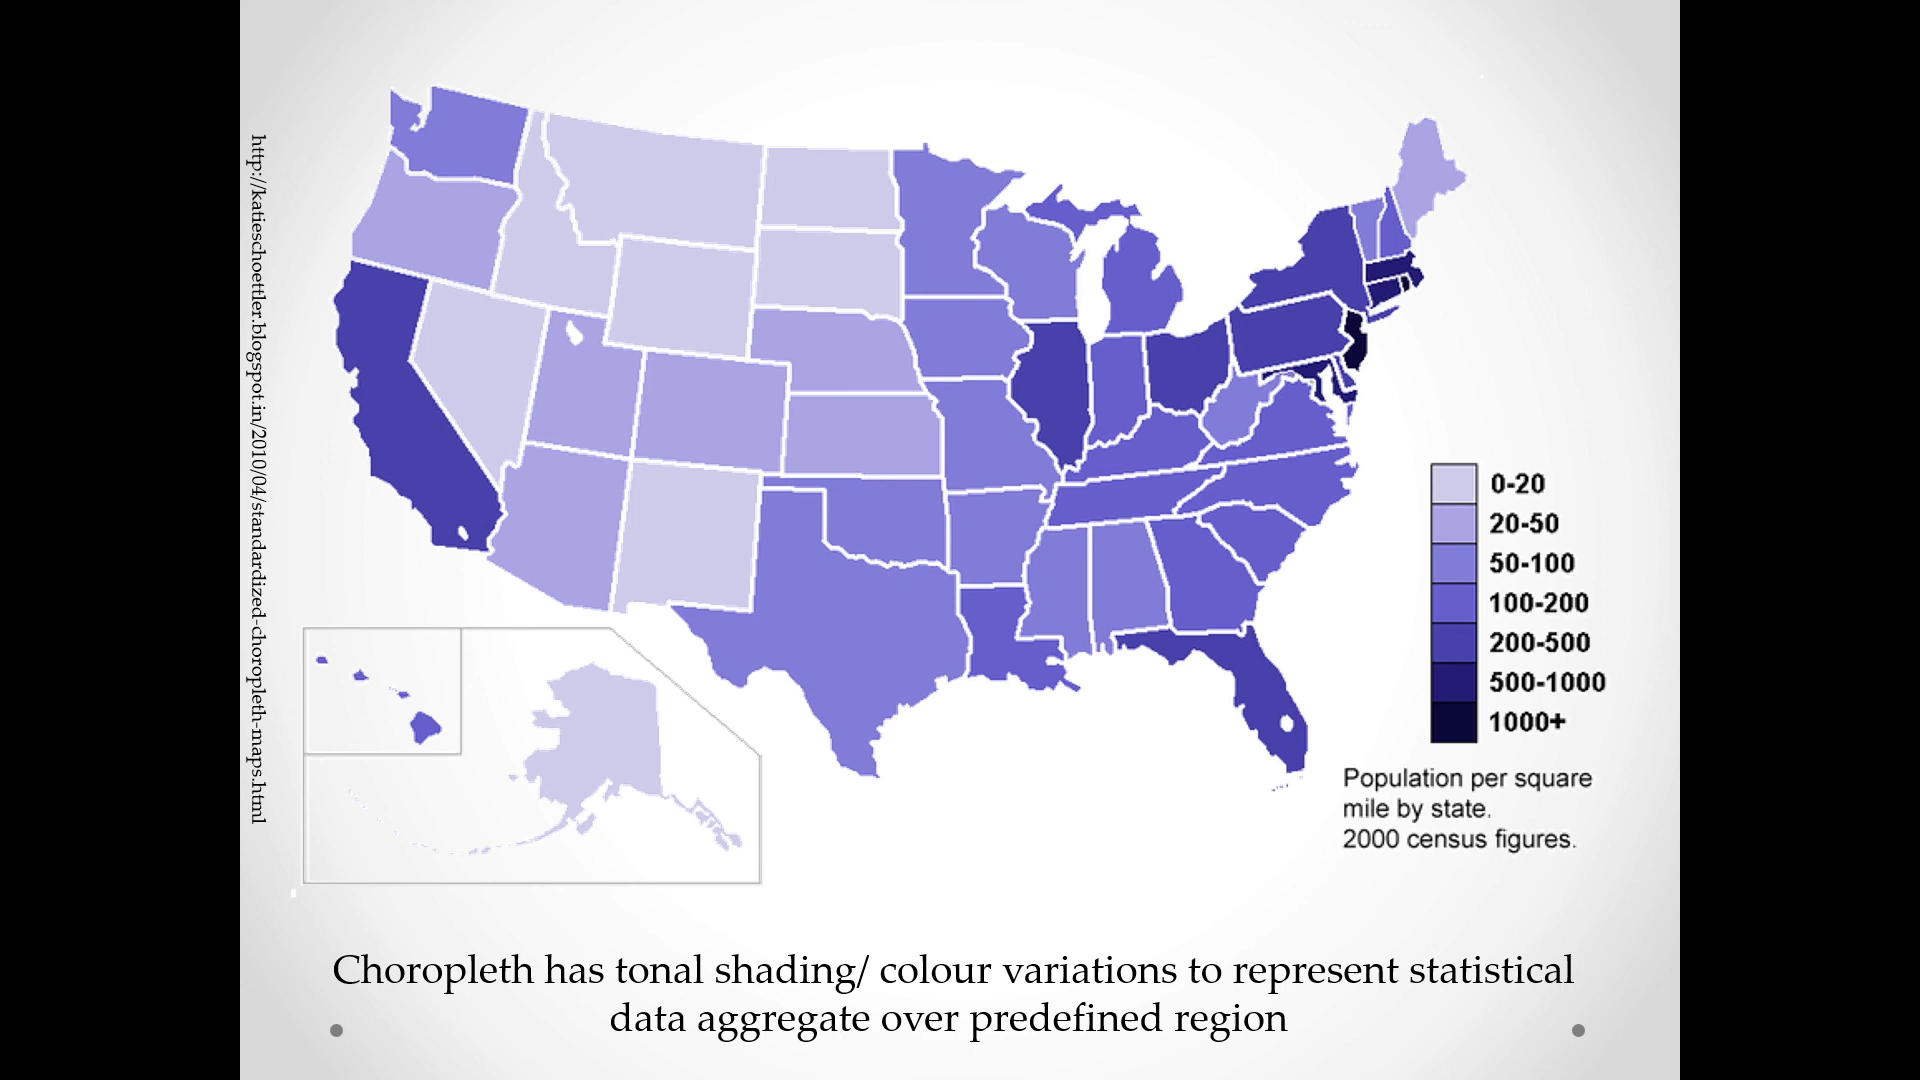 http://katieschoettler.blogspot.in/2010/04/standardized-choropleth-maps.html
0-20
20-50
50-100
100-200
200-500
500-1000
1000+
Population per square
mile by state.
2000 census figures.
Choropleth has tonal shading/ colour variations to represent statistical
data aggregate over predefined region